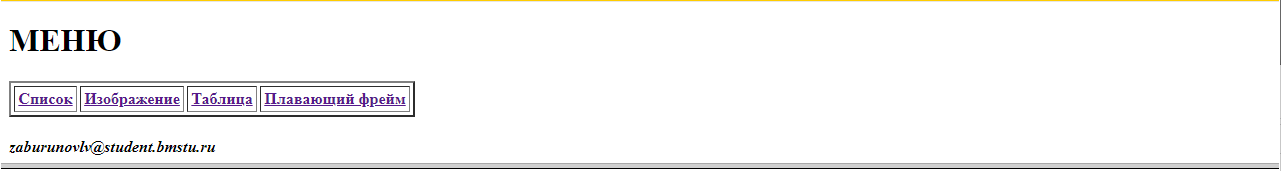 МЕНЮ
Список Изображение Таблица Плавающий фрейм
zaburunovlv@student.bmstu.ru